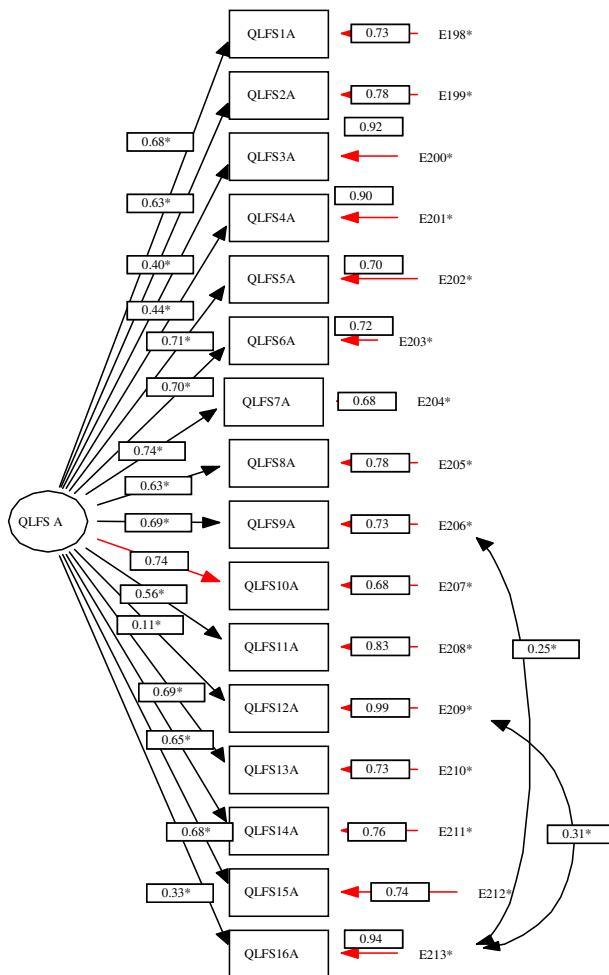 QLFS1A
0.73
E198*
QLFS2A
0.78
E199*
0.92
0.68*
QLFS3A
E200*
0.90
0.63*
QLFS4A
E201*
0.40*
0.70
QLFS5A
E202*
0.44*
0.72
0.71*
QLFS6A
E203*
0.70*
QLFS7A
0.68
E204*
0.74*
QLFS8A
0.78
E205*
0.63*
QLFS A
0.69*
QLFS9A
0.73
E206*
0.74
QLFS10A
0.68
E207*
0.56*
0.11*
QLFS11A
0.83
E208*
0.25*
0.69*
QLFS12A
0.99
E209*
0.65*
QLFS13A
0.73
E210*
0.68*
QLFS14A
0.76
E211*
0.31*
0.33*
QLFS15A
0.74
E212*
0.94
QLFS16A
E213*